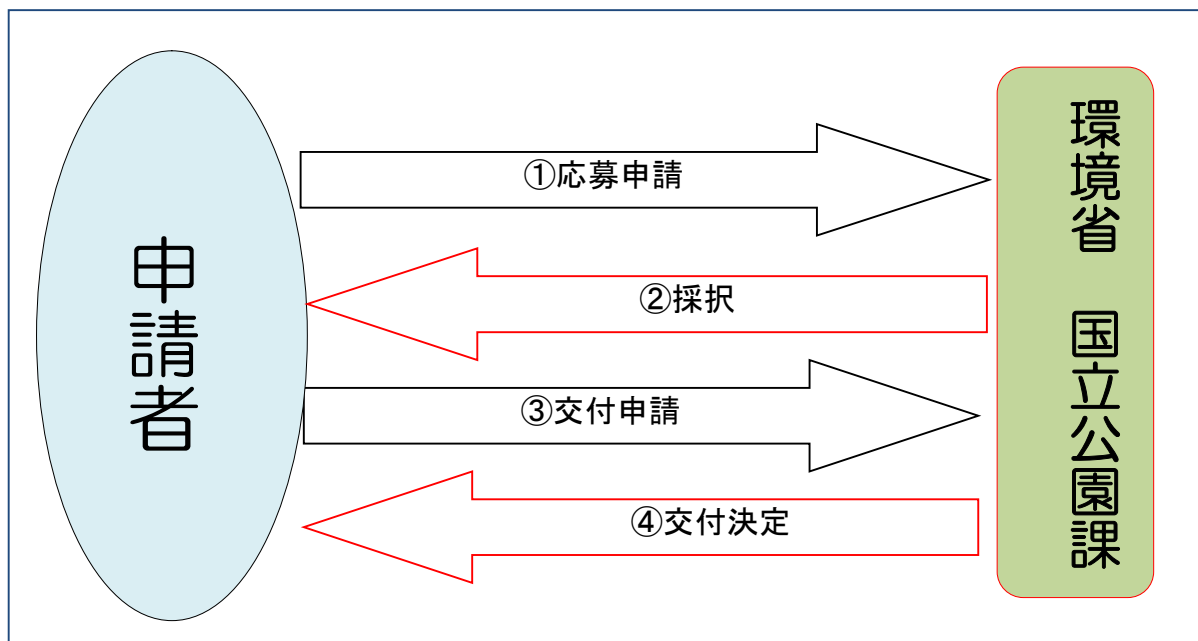 申請者
①応募申請
②採択
③交付申請
④交付決定
環境省　国立公園課